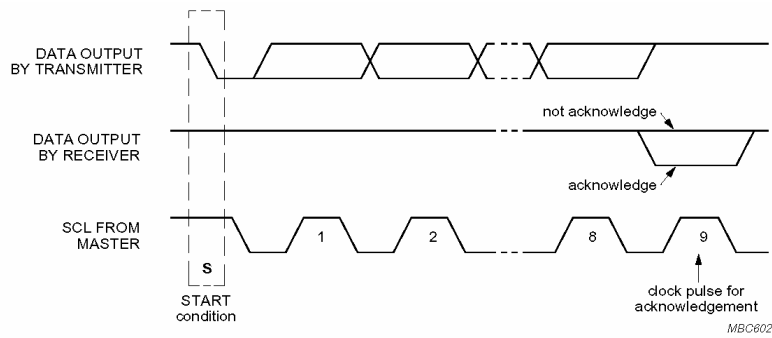 DATA OUTPUT
BY TRANSMITTER
not acknowledge
DATA OUTPUT
BY RECEIVER
acknowledge
SCL FROM
MASTER
1
2
8
9
S
START
condition
clock pulse for
acknowledgement
MBC602